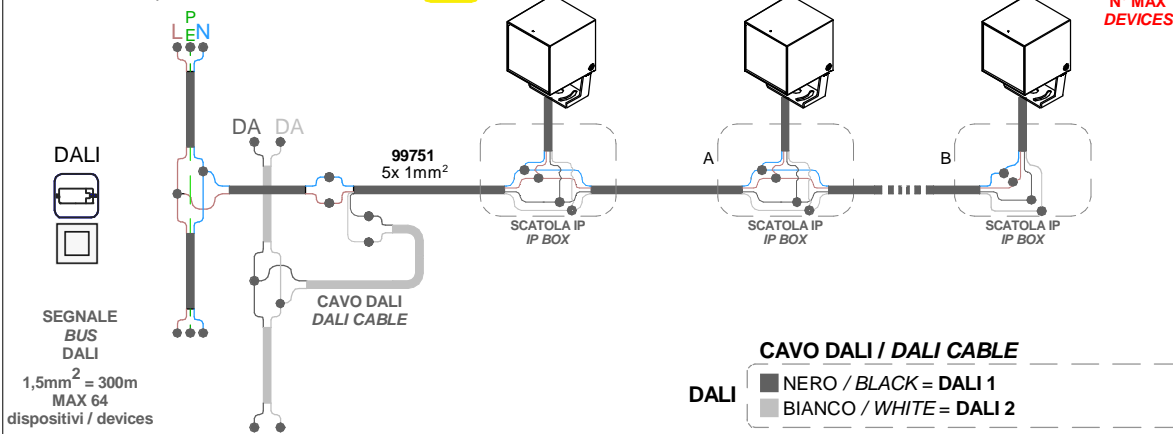 N° MAX
DEVICES
P
LEN
DA DA
DALI
99751
5x 1mm²
A
B
SCATOLA IP
IP BOX
SCATOLA IP
IP BOX
SCATOLA IP
IP BOX
CAVO DALI
DALI CABLE
SEGNALE
BUS
DALI
1,5mm² = 300m
MAX 64
dispositivi / devices
CAVO DALI / DALI CABLE
DALI
NERO / BLACK = DALI 1
BIANCO / WHITE = DALI 2